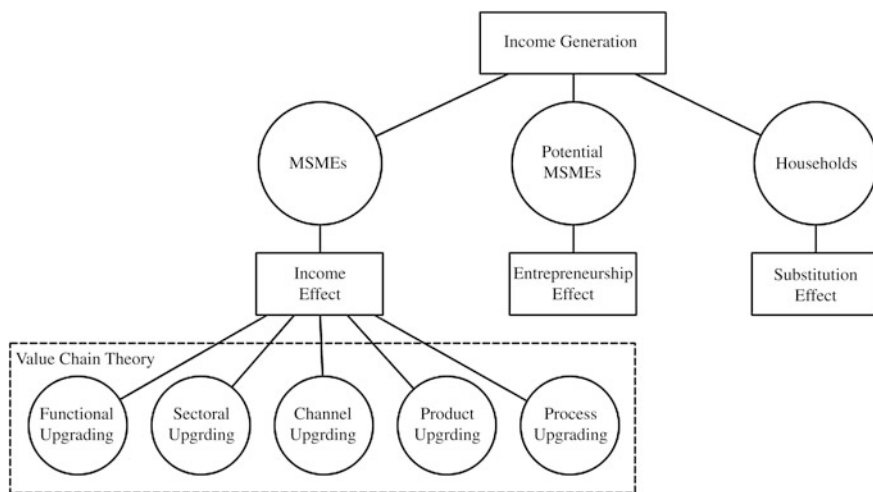 Income Generation
MSMEs
Potential
MSMEs
Households
Income
Effect
Entrepreneurship
Effect
Substitution
Effect
Value Chain Theory
Functional
Upgrading
Sectoral
Upgrding
Channel
Upgrding
Product
Upgrding
Process
Upgrading